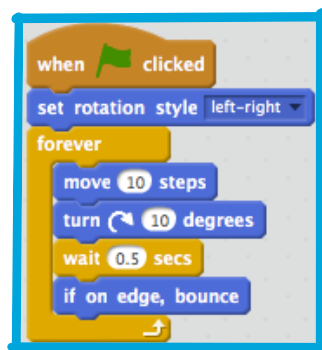 when clicked
set rotation style left-right
forever
move 10 steps
turn 10 degrees
wait 0.5 secs
if on edge, bounce